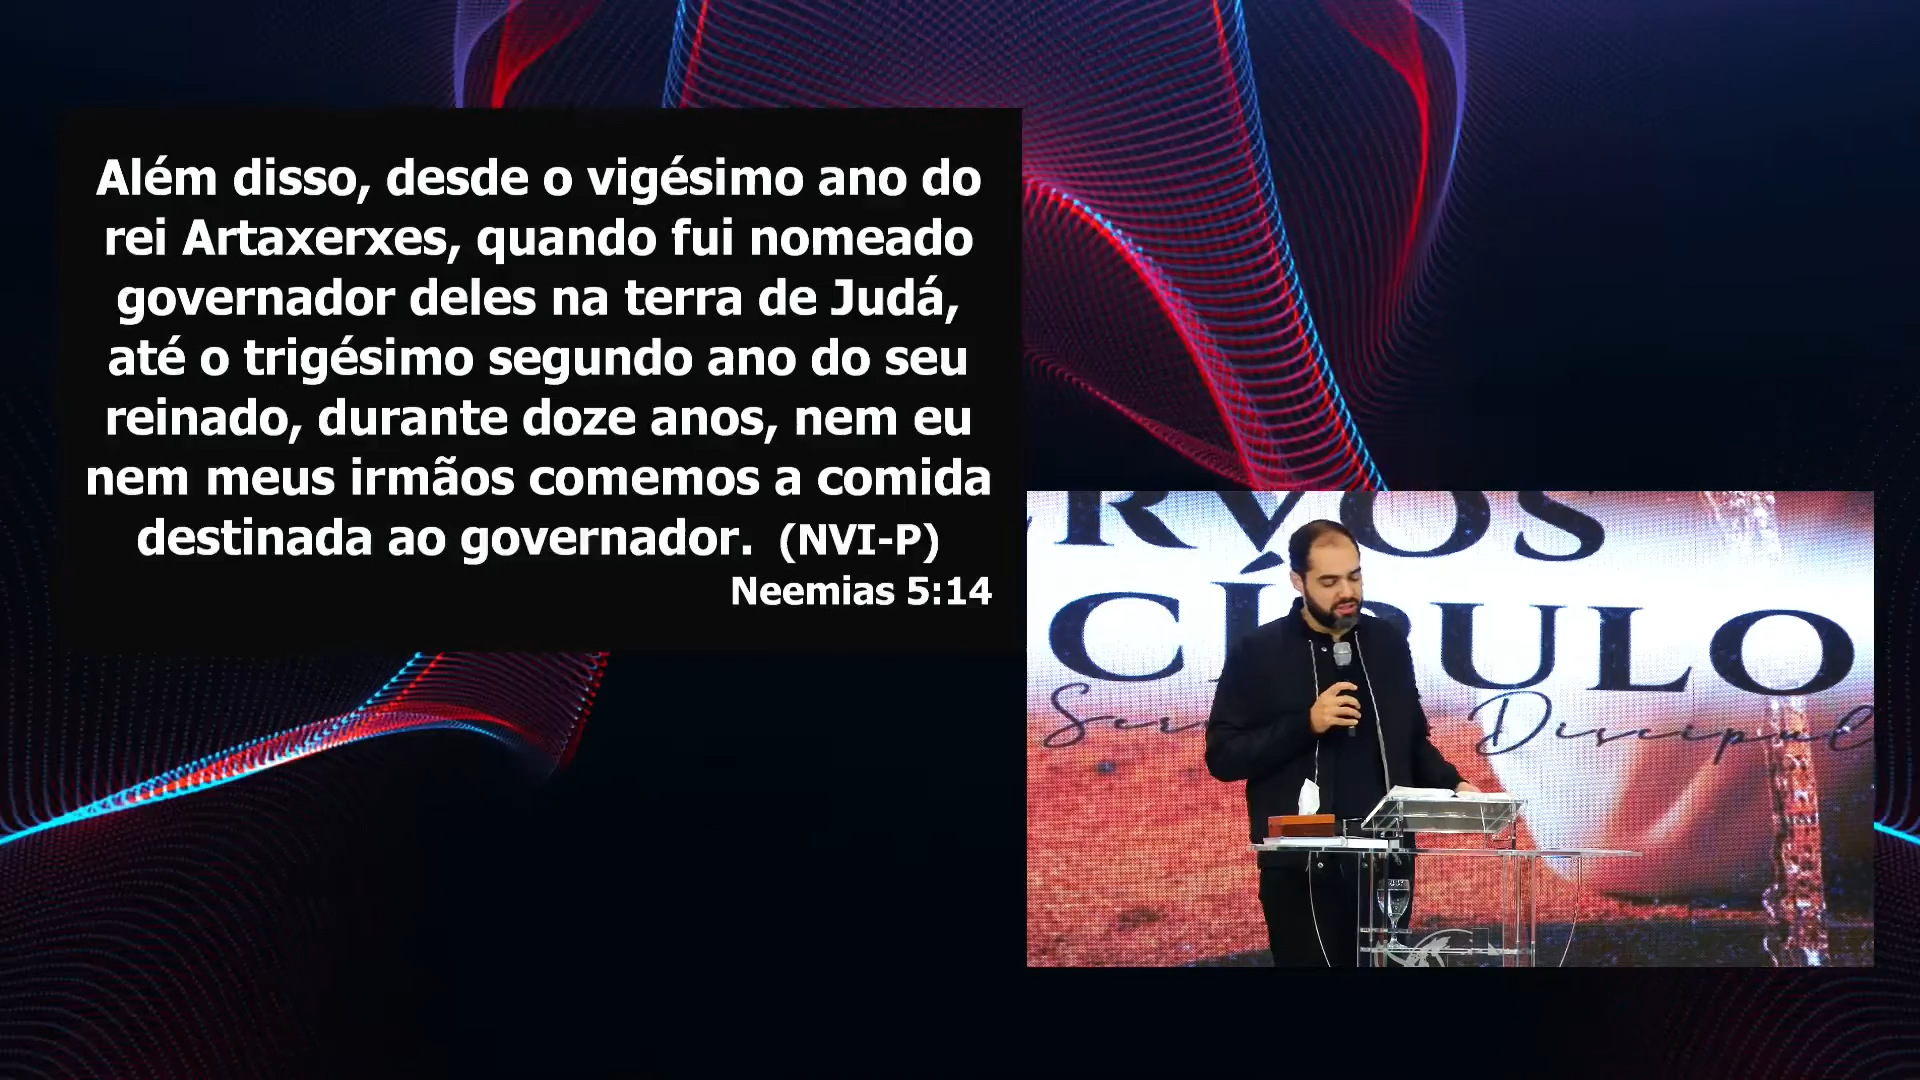 Além disso, desde o vigésimo ano do
rei Artaxerxes, quando fui nomeado
governador deles na terra de Judá,
até o trigésimo segundo ano do seu
reinado, durante doze anos, nem eu
nem meus irmãos comemos a comida
destinada ao governador. (NVI-P)
Neemias 5:14
RVOS
CÍPULO